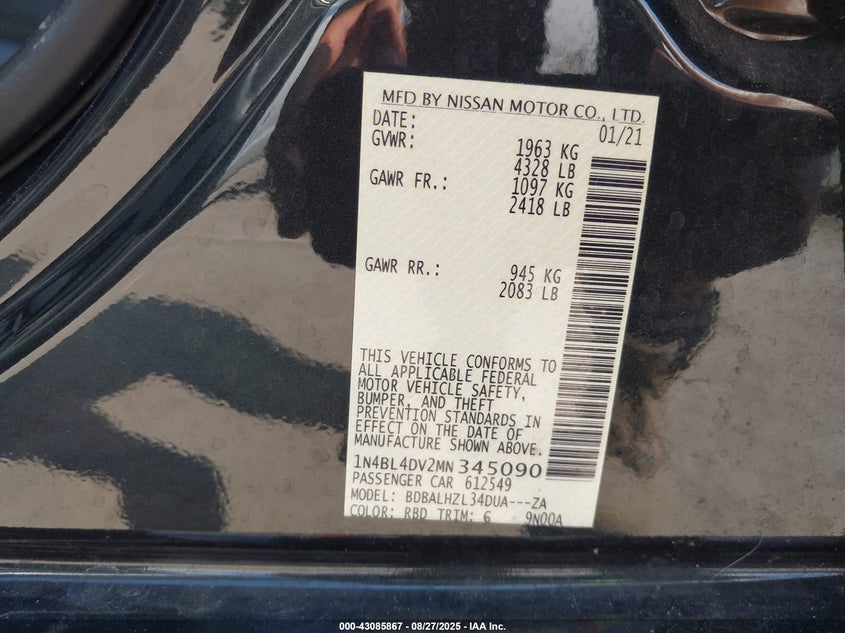 MFD BY NISSAN MOTOR CO., LTD.
DATE: 01/21
GVWR: 1963 KG
4328 LB
GAWR FR.: 1097 KG
2418 LB
GAWR RR.: 945 KG
2083 LB
THIS VEHICLE CONFORMS TO
ALL APPLICABLE FEDERAL
MOTOR VEHICLE SAFETY,
BUMPER, AND THEFT
PREVENTION STANDARDS IN
EFFECT ON THE DATE OF
MANUFACTURE SHOWN ABOVE.
1N4BL4DV2MN 345090
PASSENGER CAR 612549
MODEL: BDBALHZL34DUA---ZA
COLOR: RBD TRIM: G 9N00A
000-43085867 - 08/27/2025 - IAA Inc.